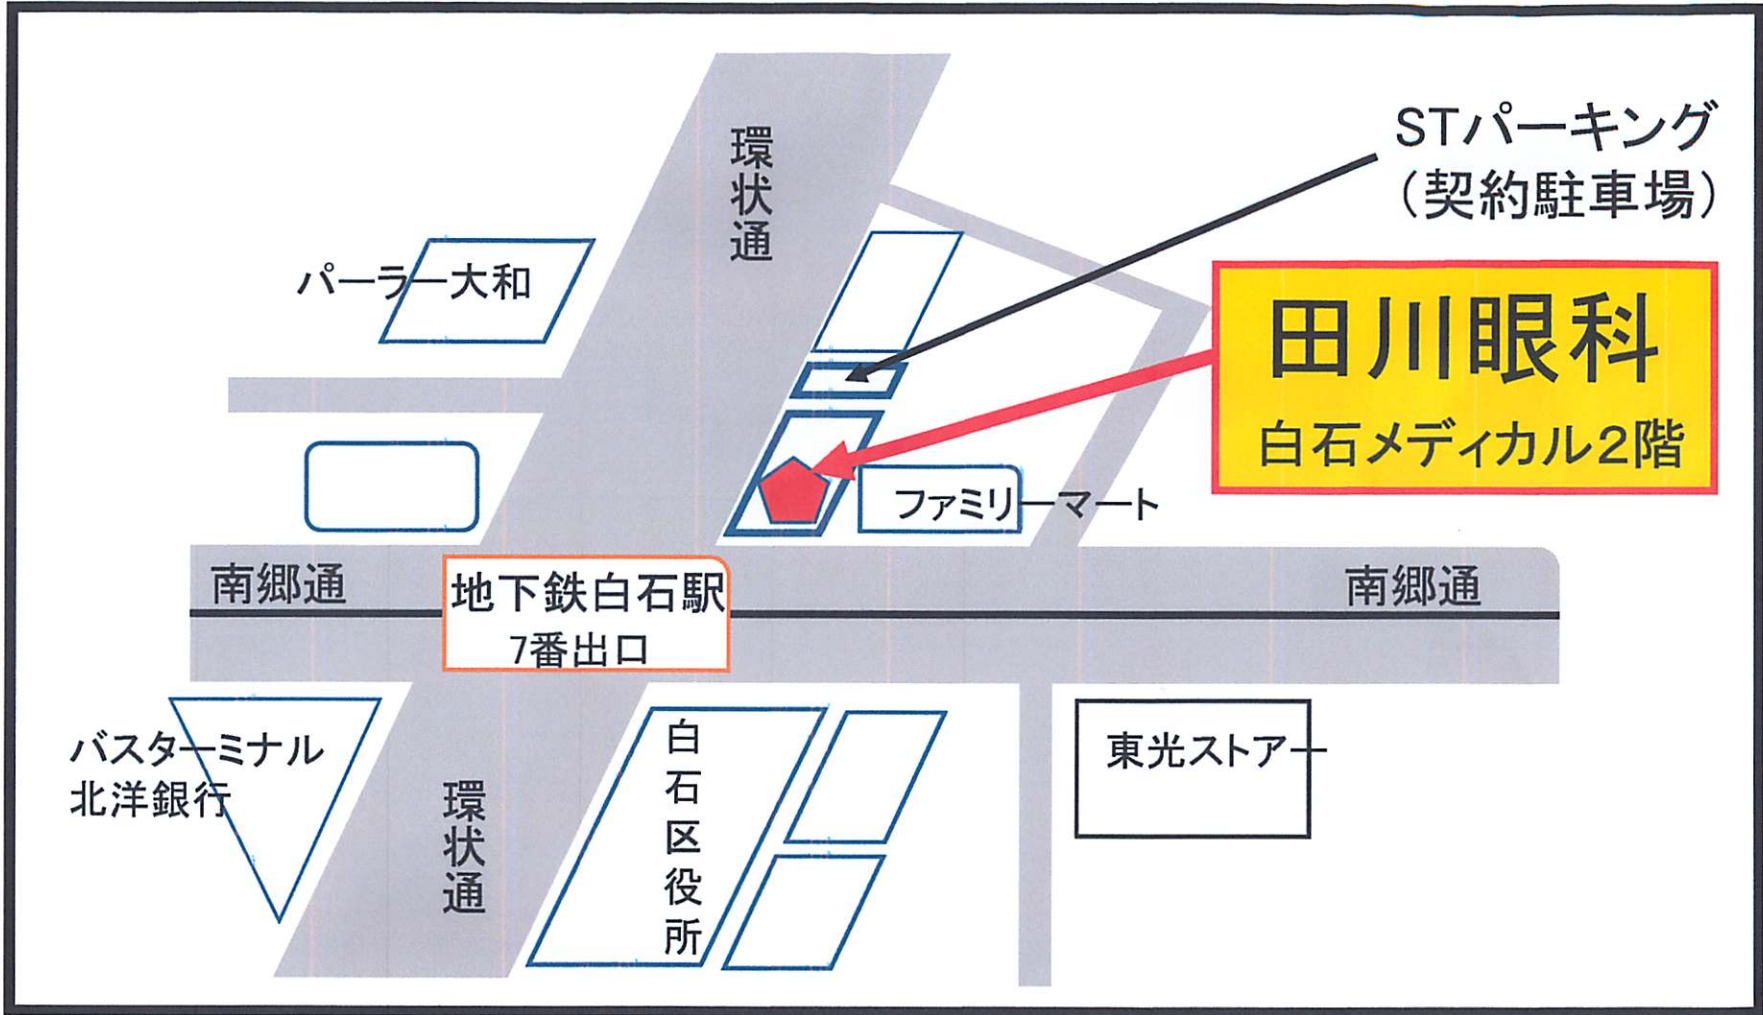 環状通
STパーキング
（契約駐車場）
パーラー大和
田川眼科
白石メディカル２階
ファミリーマート
南郷通
地下鉄白石駅
7番出口
南郷通
バスターミナル
北洋銀行
環状通
白石区役所
東光ストアー